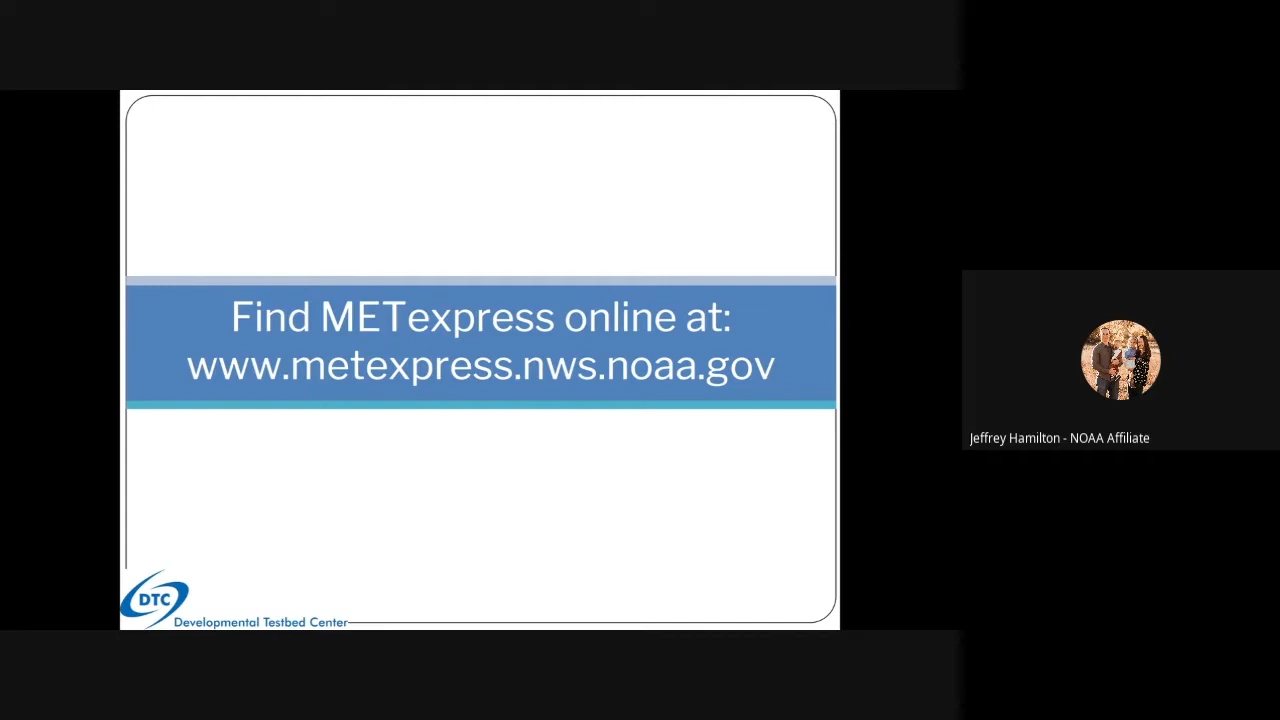 Find METexpress online at:
www.metexpress.nws.noaa.gov
Jeffrey Hamilton - NOAA Affiliate
DTC
Developmental Testbed Center